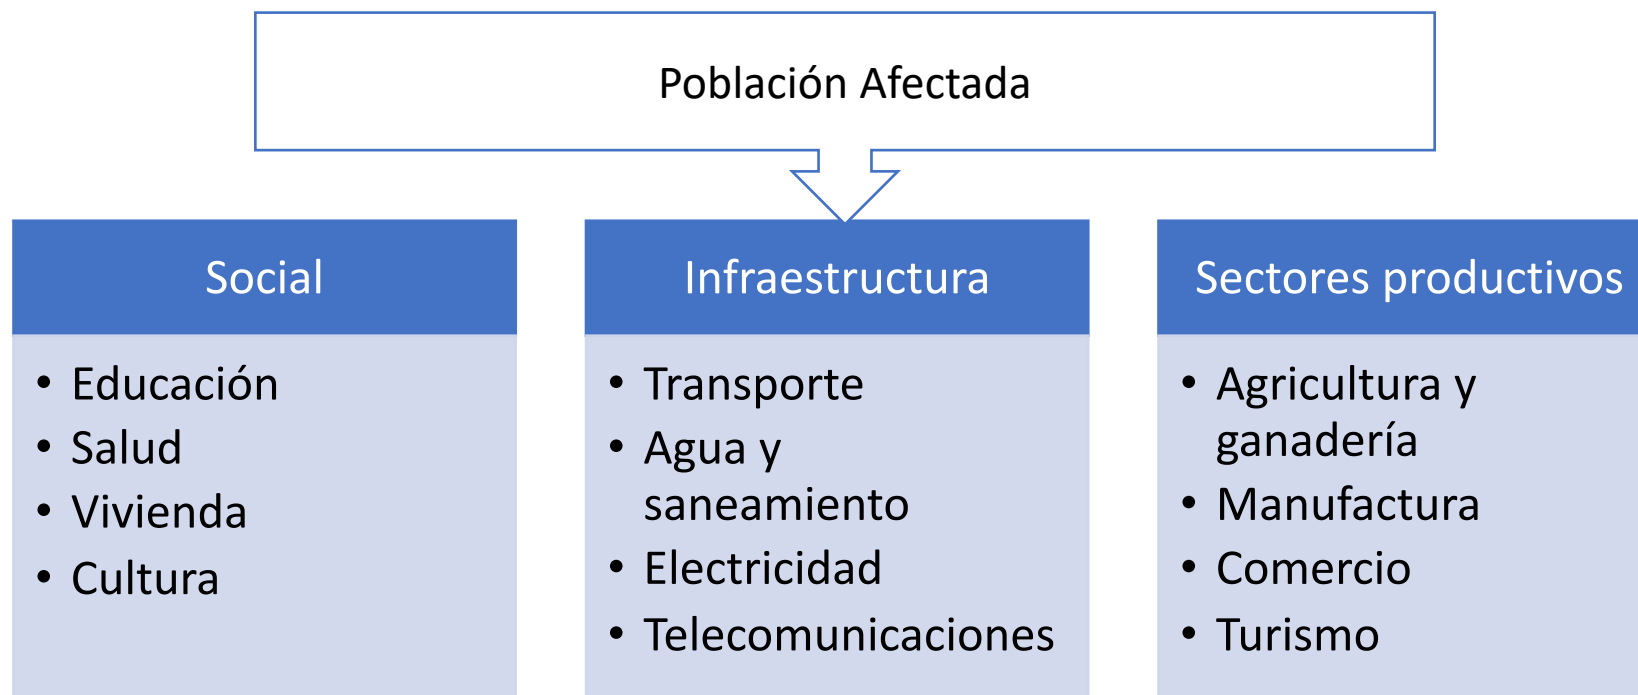 Población Afectada
Social
• Educación
• Salud
• Vivienda
• Cultura
Infraestructura
• Transporte
• Agua y
saneamiento
• Electricidad
• Telecomunicaciones
Sectores productivos
• Agricultura y
ganadería
• Manufactura
• Comercio
• Turismo